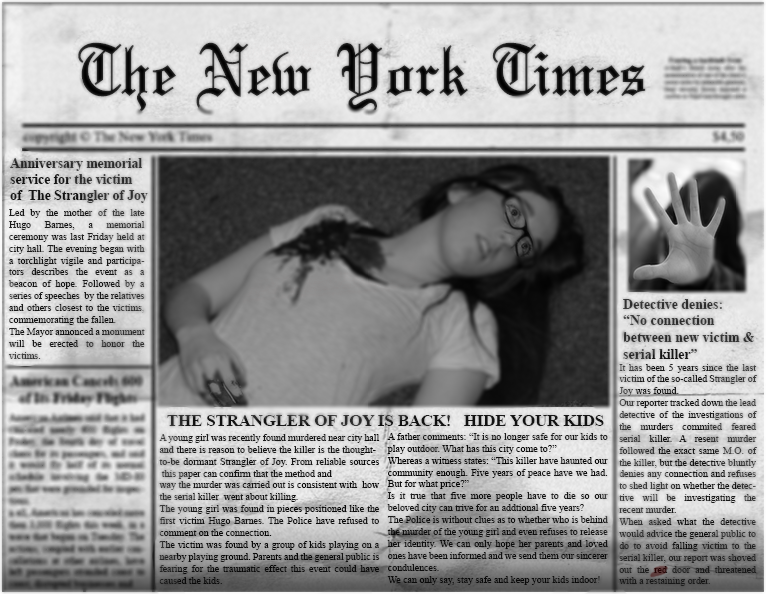 The New York Times
copyright © The New York Times
$4,50
Anniversary memorial
service for the victim
of The Strangler of Joy
Led by the mother of the late
Hugo Barnes, a memorial
ceremony was last Friday held at
city hall. The evening began with
a torchlight vigile and participa-
tors describes the event as a
beacon of hope. Followed by a
series of speeches by the relatives
and others closest to the victims,
commemorating the fallen.
The Mayor annonced a monument
will be erected to honor the
victims.
American Cancels 600
of Its Friday Flights
THE STRANGLER OF JOY IS BACK! HIDE YOUR KIDS
A young girl was recently found murdered near city hall
and there is reason to believe the killer is the thought-
to-be dormant Strangler of Joy. From reliable sources
this paper can confirm that the method and
way the murder was carried out is consistent with how
the serial killer went about killing.
The young girl was found in pieces positioned like the
first victim Hugo Barnes. The Police have refused to
comment on the connection.
The victim was found by a group of kids playing on a
nearby playing ground. Parents and the general public is
fearing for the traumatic effect this event could have
caused the kids.
A father comments: “It is no longer safe for our kids to
play outdoor. What has this city come to?”
Whereas a witness states: “This killer have haunted our
community enough. Five years of peace have we had.
But for what price?”
Is it true that five more people have to die so our
beloved city can trive for an addtional five years?
The Police is without clues as to whether who is behind
the murder of the young girl and even refuses to release
her identity. We can only hope her parents and loved
ones have been informed and we send them our sincerer
condulences.
We can only say, stay safe and keep your kids indoor!
Detective denies:
“No connection
between new victim &
serial killer”
It has been 5 years since the last
victim of the so-called Strangler of
Joy was found.
Our reporter tracked down the lead
detective of the investigations of
the murders commited feared
serial killer. A resent murder
followed the exact same M.O. of
the killer, but the detective bluntly
denies any connection and refuses
to shed light on whether the detec-
tive will be investigating the
recent murder.
When asked what the detective
would advice the general public to
do to avoid falling victim to the
serial killer, our report was shoved
out the red door and threatened
with a restaining order.